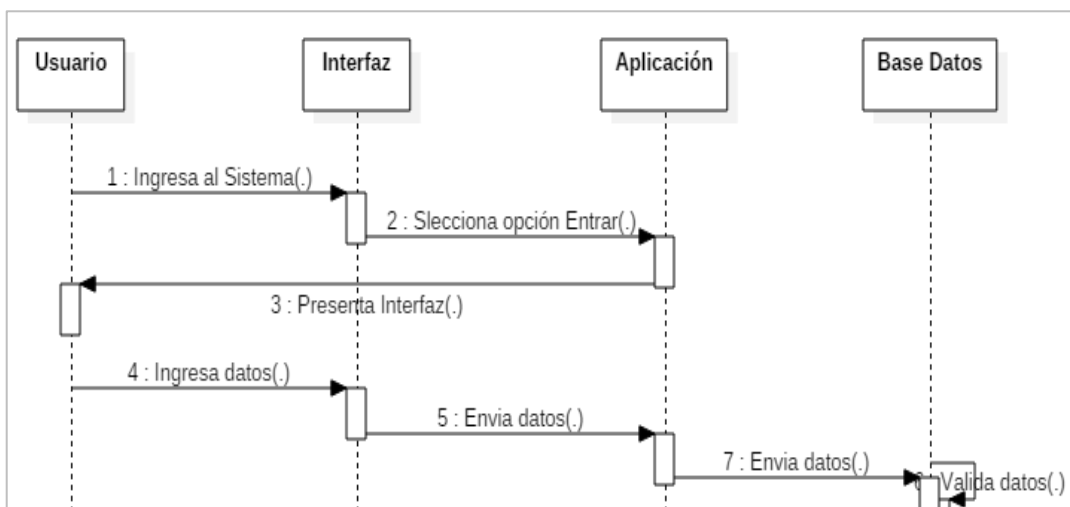 Usuario
Interfaz
Aplicación
Base Datos
1 : Ingresa al Sistema(.)
2 : Slecciona opción Entrar(.)
3 : Presenta Interfaz(.)
4 : Ingresa datos(.)
5 : Envia datos(.)
7 : Envia datos(.)
Valida datos(.)